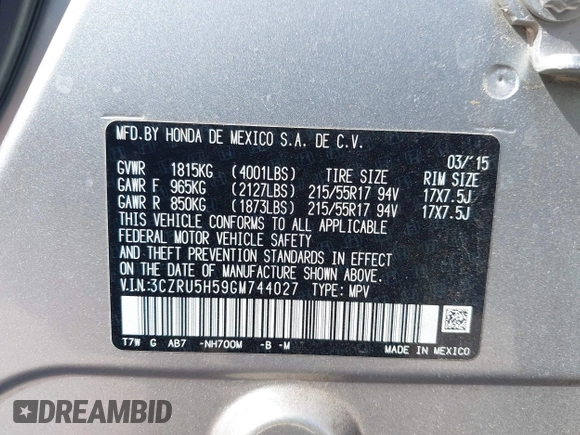 MFD.BY HONDA DE MEXICO S.A. DE C.V.
03/'15
GVWR 1815KG (4001LBS) TIRE SIZE RIM SIZE
GAWR F 965KG (2127LBS) 215/55R17 94V 17X7.5J
GAWR R 850KG (1873LBS) 215/55R17 94V 17X7.5J
THIS VEHICLE CONFORMS TO ALL APPLICABLE
FEDERAL MOTOR VEHICLE SAFETY
AND THEFT PREVENTION STANDARDS IN EFFECT
ON THE DATE OF MANUFACTURE SHOWN ABOVE.
V.I.N:3CZRU5H59GM744027 TYPE: MPV
T7W G AB7 -NH700M -B -M
MADE IN MEXICO
DREAMBID